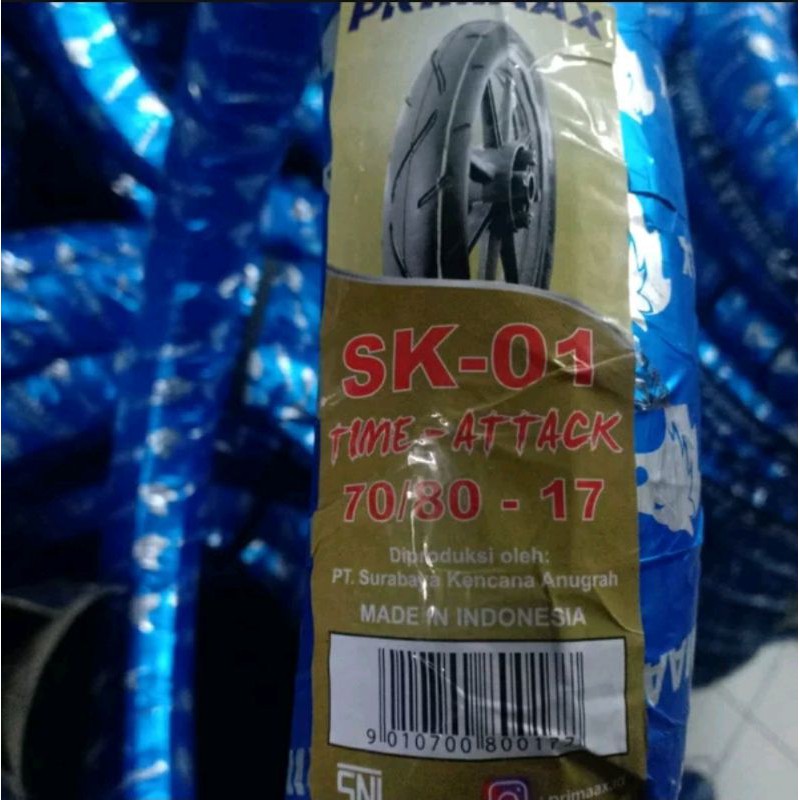 PRIMAAX
SK-01
TIME-ATTACK
70/80 - 17
Diproduksi oleh:
PT. Surabaya Kencana Anugrah
MADE IN INDONESIA
9 010700 800177
SNI